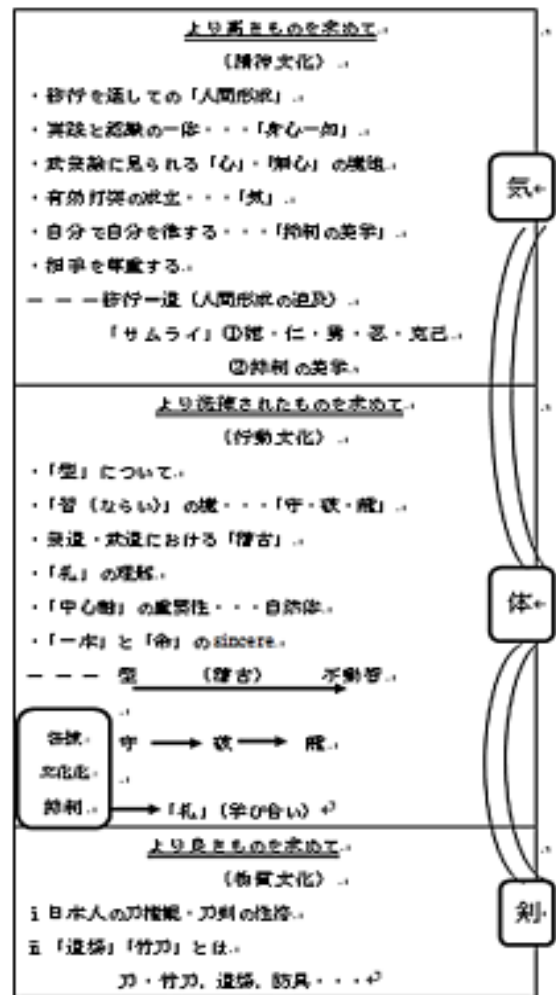 より高きものを求めて
（精神文化）
・修行を通しての「人間形成」
・実践と経験の一体・・・「身心一如」
・武芸論に見られる「心」・「無心」の境地
・有効打突の成立・・・「気」
・自分で自分を律する・・・「抑制の美学」
・相手を尊重する
― ― ―修行＝道（人間形成の追及）
「サムライ」①・仁・勇・忍・克己
②抑制の美学
気
より洗練されたものを求めて
（行動文化）
・「型」について
・「習（ならい）」の・・・「守・破・離」
・芸道・武道における「稽古」
・「礼」の理解
・「中心軸」の重要性・・・自然体
・「一本」と「命」のsincere
体
― ― ― 型 （稽古） 不動智
守 → 破 → 離
文化化
抑制 → 「礼」（学び合い）
より良きものを求めて
（物質文化）
剣
ⅰ 日本人の刀・刀剣の
ⅱ 「道場」「竹刀」とは
刀・竹刀、道場、防具・・・